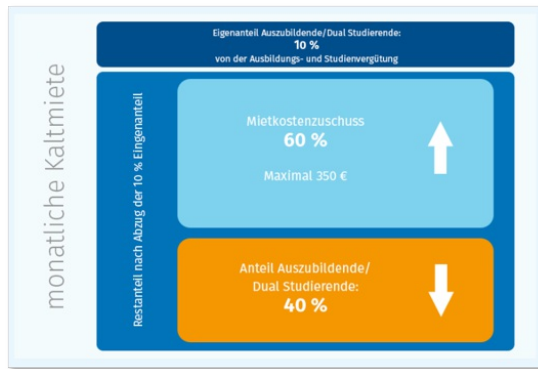 monatliche Kaltmiete
Eigenanteil Auszubildende/Dual Studierende:
10 %
von der Ausbildungs- und Studienvergütung
Restanteil nach Abzug der 10 % Eingenanteil
Mietkostenzuschuss
60 %
Maximal 350 €
Anteil Auszubildende/
Dual Studierende:
40 %